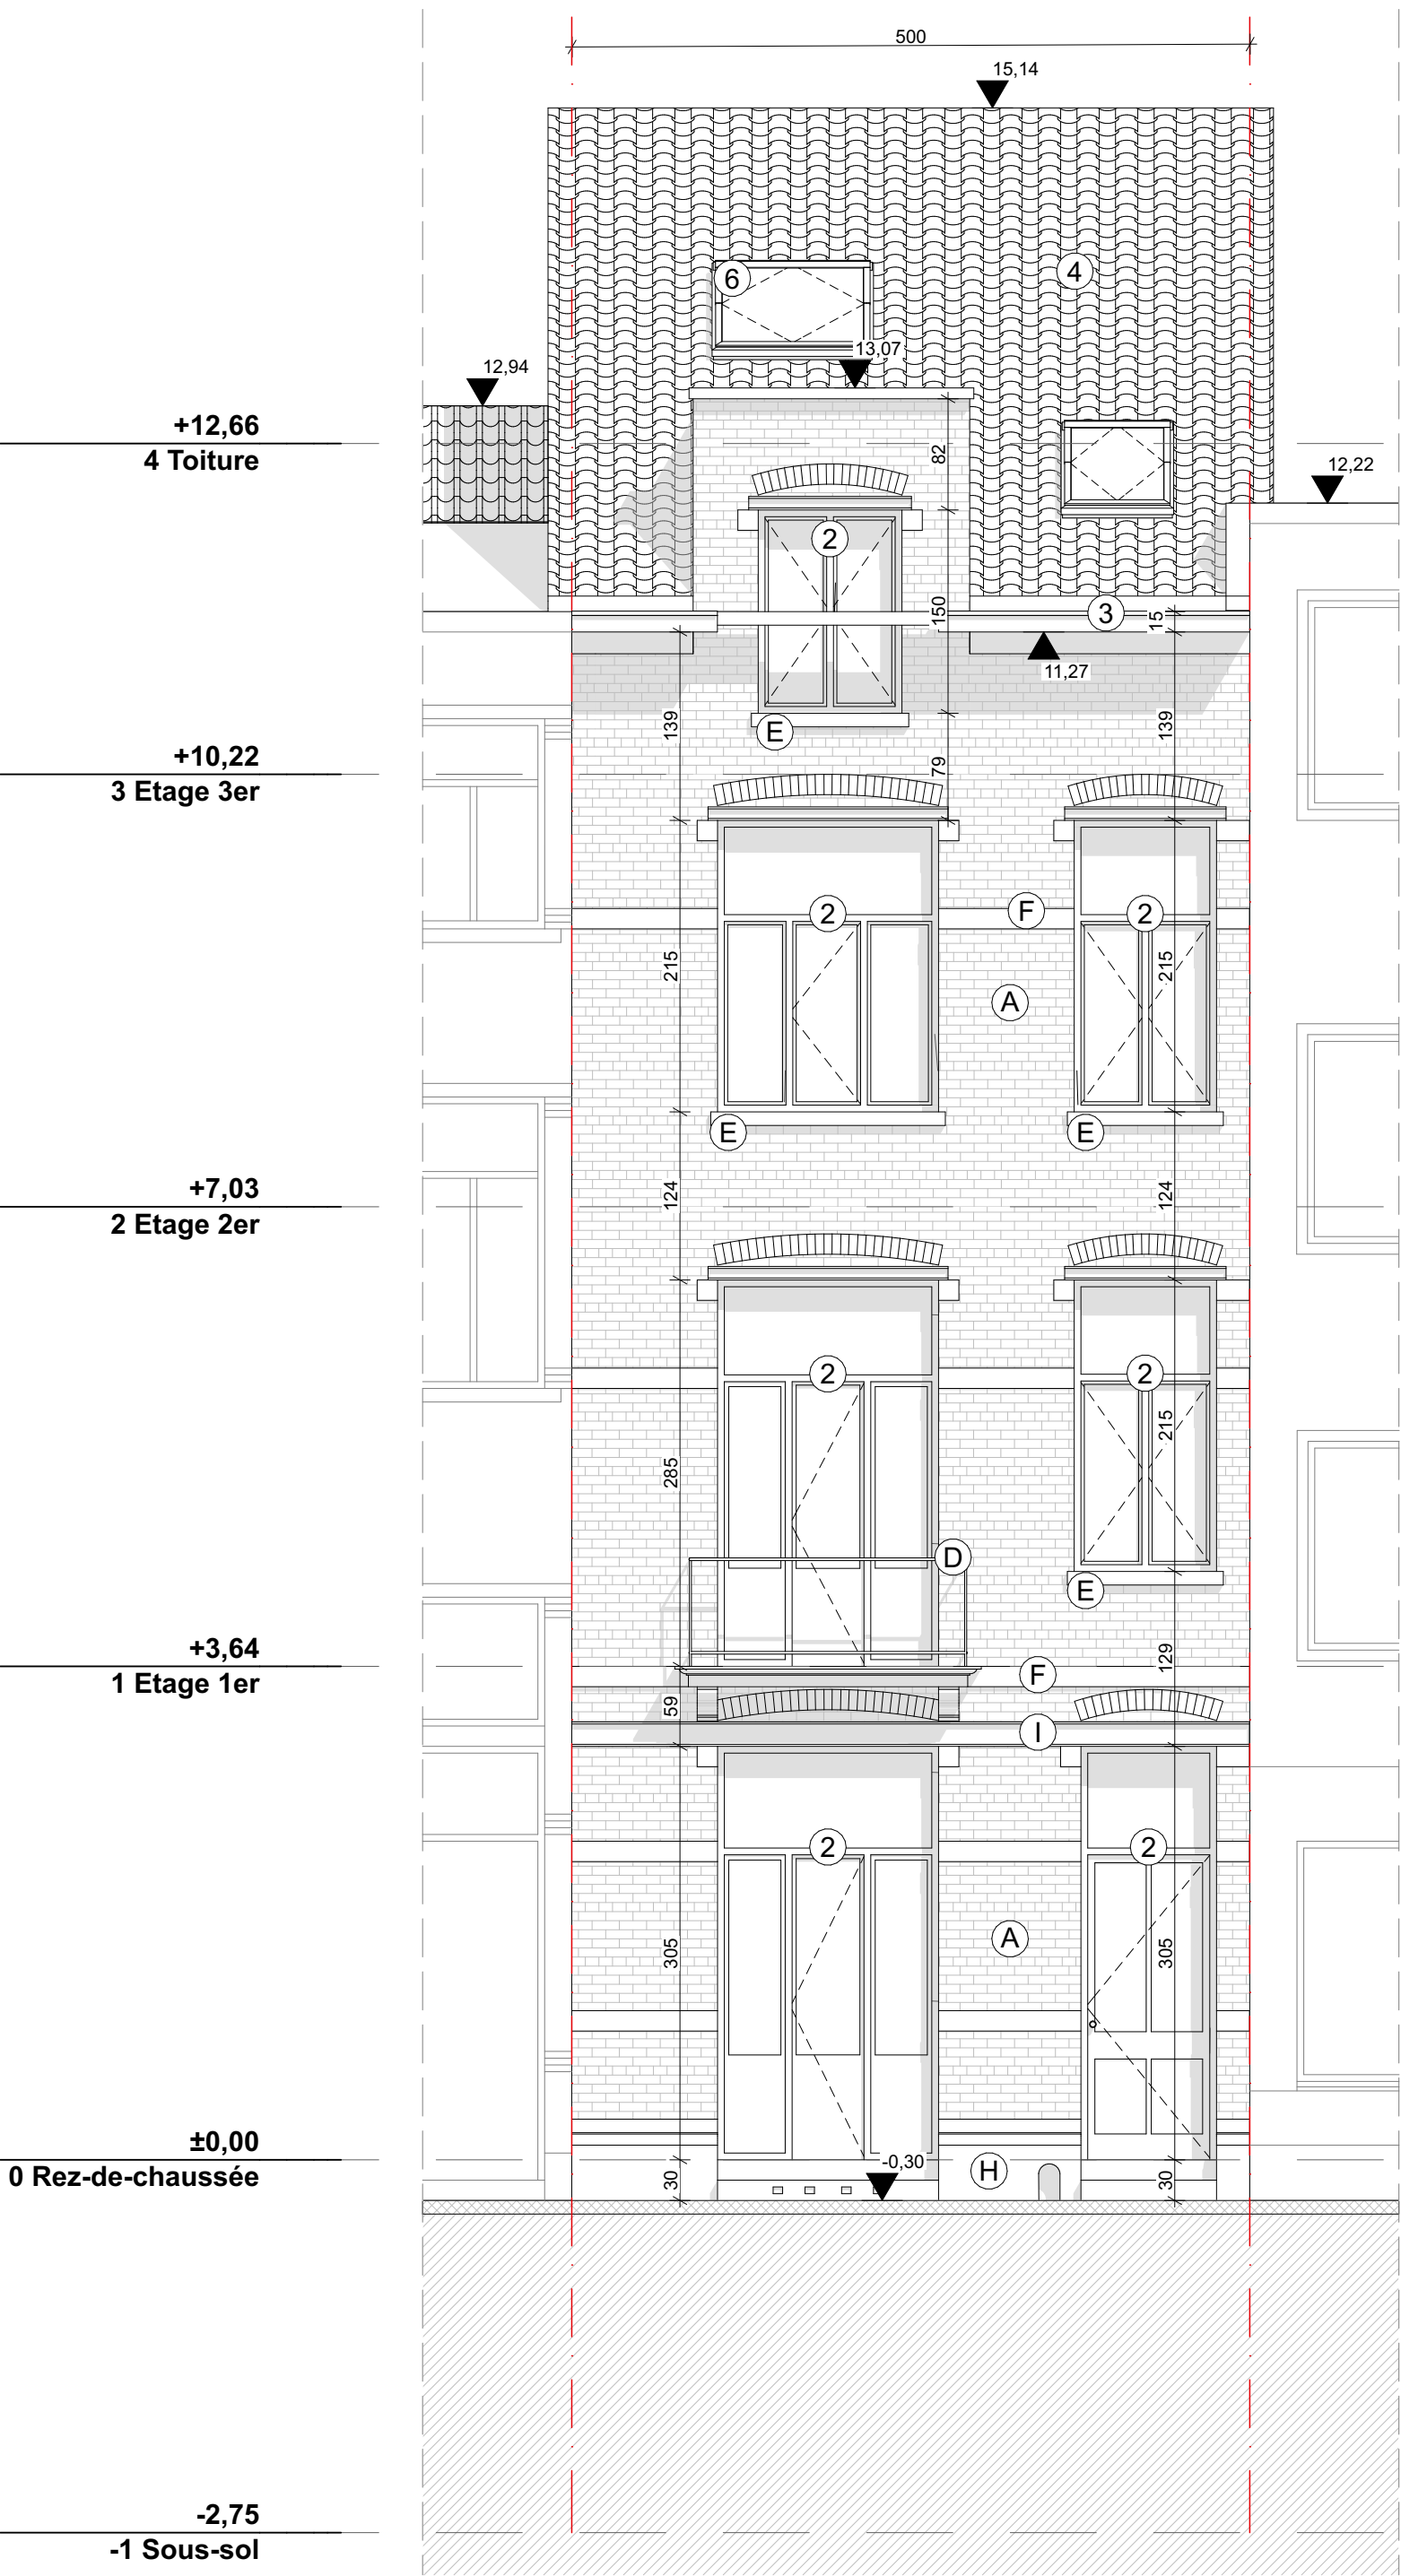 500
15,14
6
4
13,07
12,94
+12,66
4 Toiture
82
12,22
2
150
3
15
11,27
139
E
139
+10,22
3 Etage 3er
79
2
F
2
215
A
215
E
E
+7,03
2 Etage 2er
124
124
2
2
285
215
D
E
+3,64
1 Etage 1er
129
F
59
I
2
2
305
A
305
±0,00
0 Rez-de-chaussée
30
-0,30
H
30
-2,75
-1 Sous-sol